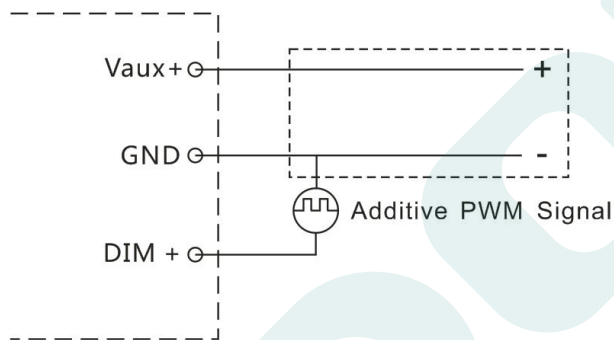 Vaux+
+
GND
-
Additive PWM Signal
DIM +